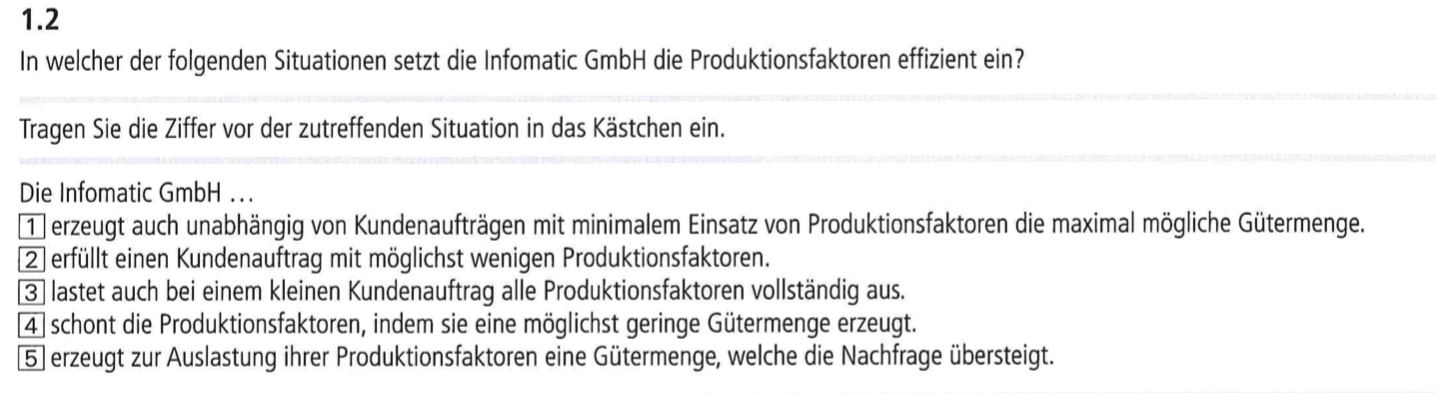 1.2
In welcher der folgenden Situationen setzt die Infomatic GmbH die Produktionsfaktoren effizient ein?
Tragen Sie die Ziffer vor der zutreffenden Situation in das Kästchen ein.
Die Infomatic GmbH …
1 erzeugt auch unabhängig von Kundenaufträgen mit minimalem Einsatz von Produktionsfaktoren die maximal mögliche Gütermenge.
2 erfüllt einen Kundenauftrag mit möglichst wenigen Produktionsfaktoren.
3 lastet auch bei einem kleinen Kundenauftrag alle Produktionsfaktoren vollständig aus.
4 schont die Produktionsfaktoren, indem sie eine möglichst geringe Gütermenge erzeugt.
5 erzeugt zur Auslastung ihrer Produktionsfaktoren eine Gütermenge, welche die Nachfrage übersteigt.